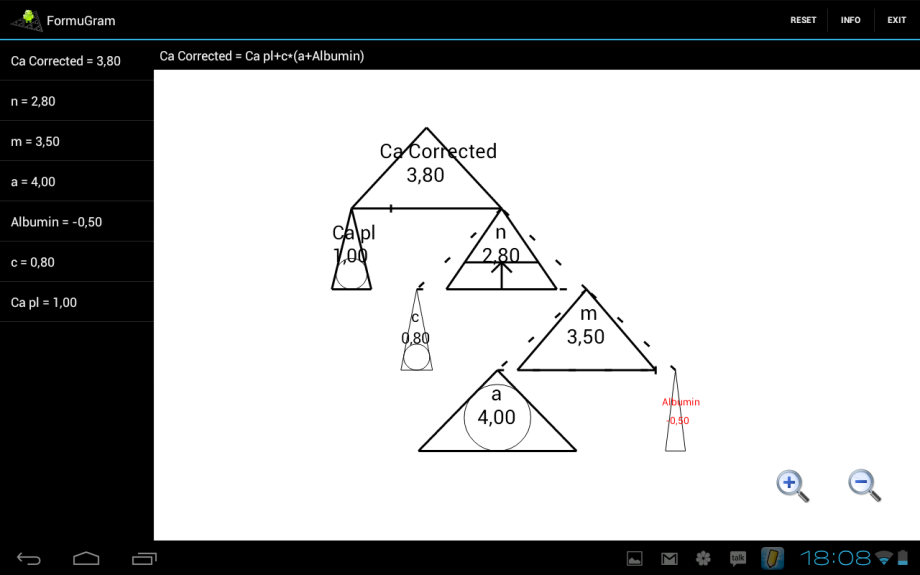 FormuGram
RESET
INFO
EXIT
Ca Corrected = 3,80
n = 2,80
m = 3,50
a = 4,00
Albumin = -0,50
c = 0,80
Ca pl = 1,00
Ca Corrected = Ca pl+c*(a+Albumin)
Ca Corrected
3,80
Ca pl
1,00
n
2,80
c
0,80
m
3,50
a
4,00
Albumin
-0,50
talk
18:08